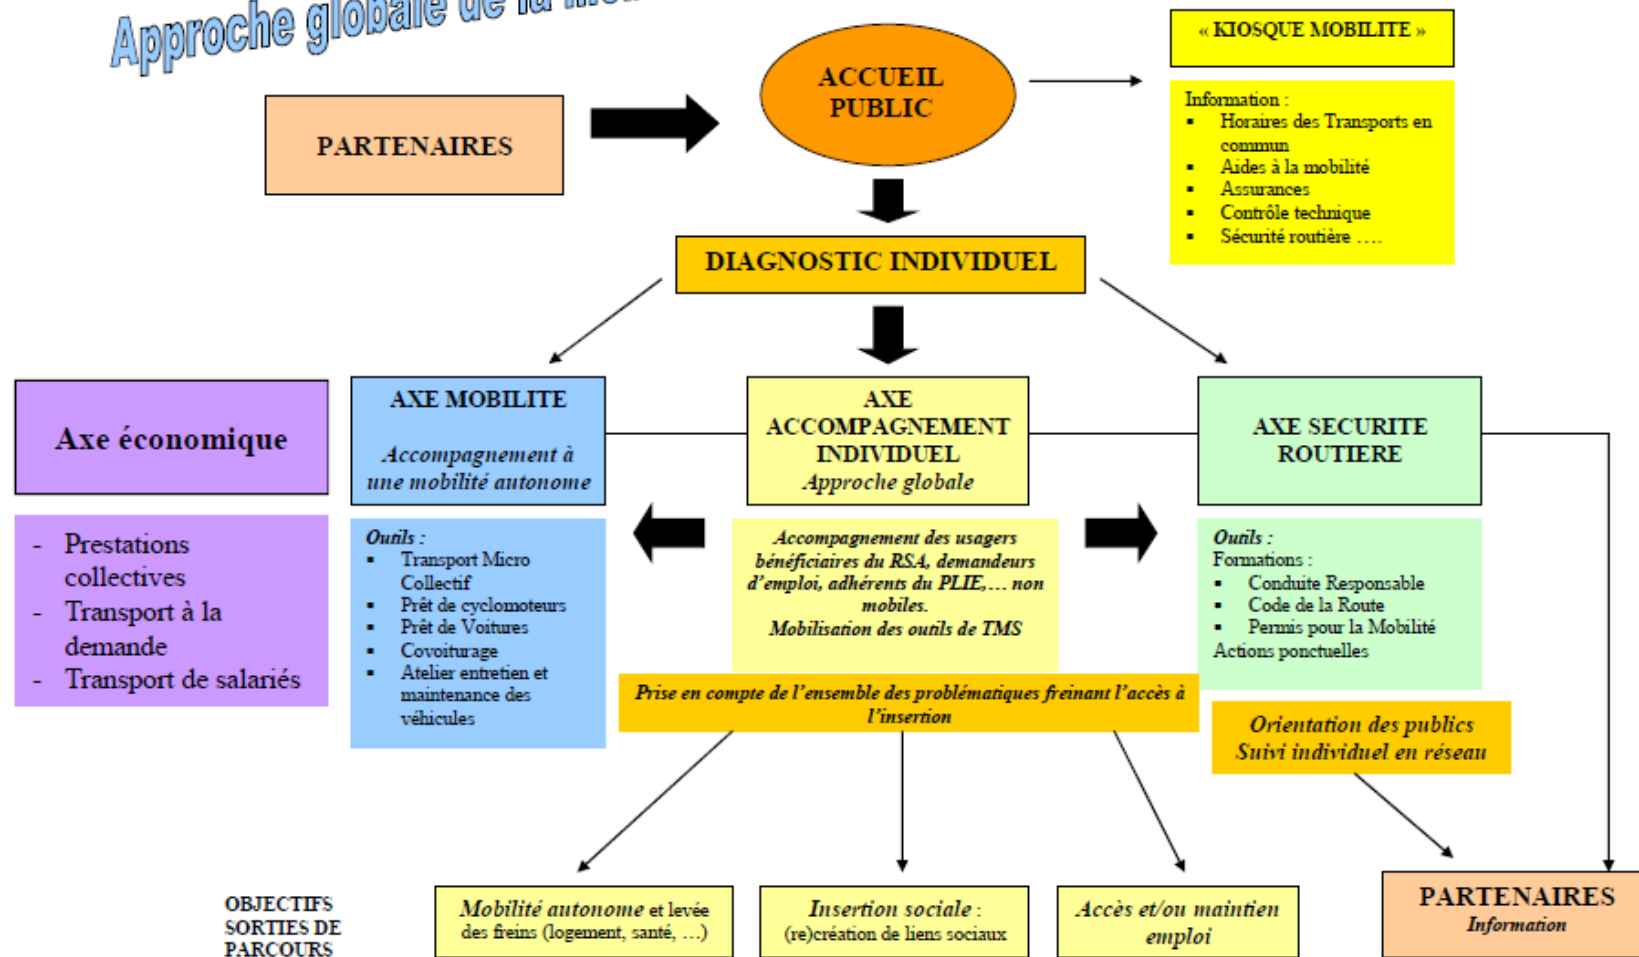 Approche globale de la
« KIOSQUE MOBILITE »
ACCUEIL
PUBLIC
PARTENAIRES
Information :
▪ Horaires des Transports en
commun
▪ Aides à la mobilité
▪ Assurances
▪ Contrôle technique
▪ Sécurité routière ….
DIAGNOSTIC INDIVIDUEL
Axe économique
- Prestations
collectives
- Transport à la
demande
- Transport de salariés
AXE MOBILITE
Accompagnement à
une mobilité autonome
Outils :
▪ Transport Micro
Collectif
▪ Prêt de cyclomoteurs
▪ Prêt de Voitures
▪ Covoiturage
▪ Atelier entretien et
maintenance des
véhicules
AXE
ACCOMPAGNEMENT
INDIVIDUEL
Approche globale
Accompagnement des usagers
bénéficiaires du RSA, demandeurs
d’emploi, adhérents du PLIE,… non
mobiles.
Mobilisation des outils de TMS
AXE SECURITE
ROUTIERE
Outils :
Formations :
▪ Conduite Responsable
▪ Code de la Route
▪ Permis pour la Mobilité
Actions ponctuelles
Prise en compte de l’ensemble des problématiques freinant l’accès à
l’insertion
Orientation des publics
Suivi individuel en réseau
OBJECTIFS
SORTIES DE
PARCOURS
Mobilité autonome et levée
des freins (logement, santé, …)
Insertion sociale :
(re)création de liens sociaux
Accès et/ou maintien
emploi
PARTENAIRES
Information